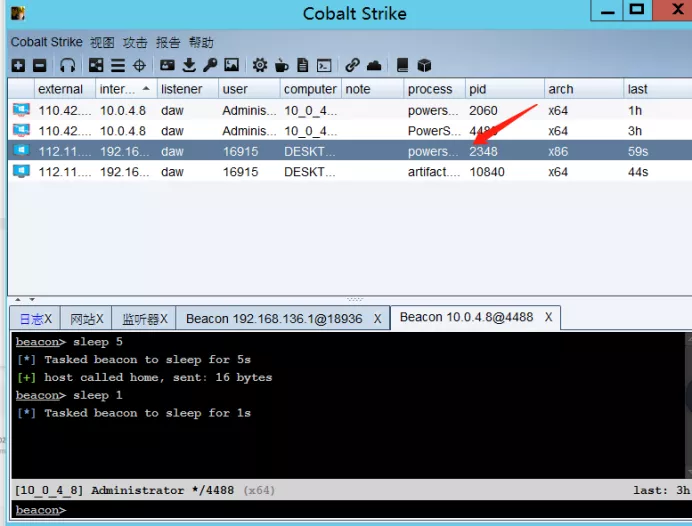 Cobalt Strike
Cobalt Strike 视图 攻击 报告 帮助
external inter... listener user computer note process pid arch last
110.42.... 10.0.4.8 daw Adminis... 10_0_4... powers... 2060 x64 1h
110.42.... 10.0.4.8 daw Adminis... 10_0_4... PowerS... 4488 x64 3h
112.11.... 192.16... daw 16915 DESKT... powers... 2348 x86 59s
112.11.... 192.16... daw 16915 DESKT... artifact.... 10840 x64 44s
日志X 网站X 监听器X Beacon 192.168.136.1@18936 X Beacon 10.0.4.8@4488 X
beacon> sleep 5
[*] Tasked beacon to sleep for 5s
[+] host called home, sent: 16 bytes
beacon> sleep 1
[*] Tasked beacon to sleep for 1s
[10_0_4_8] Administrator */4488 (x64) last: 3h
beacon>